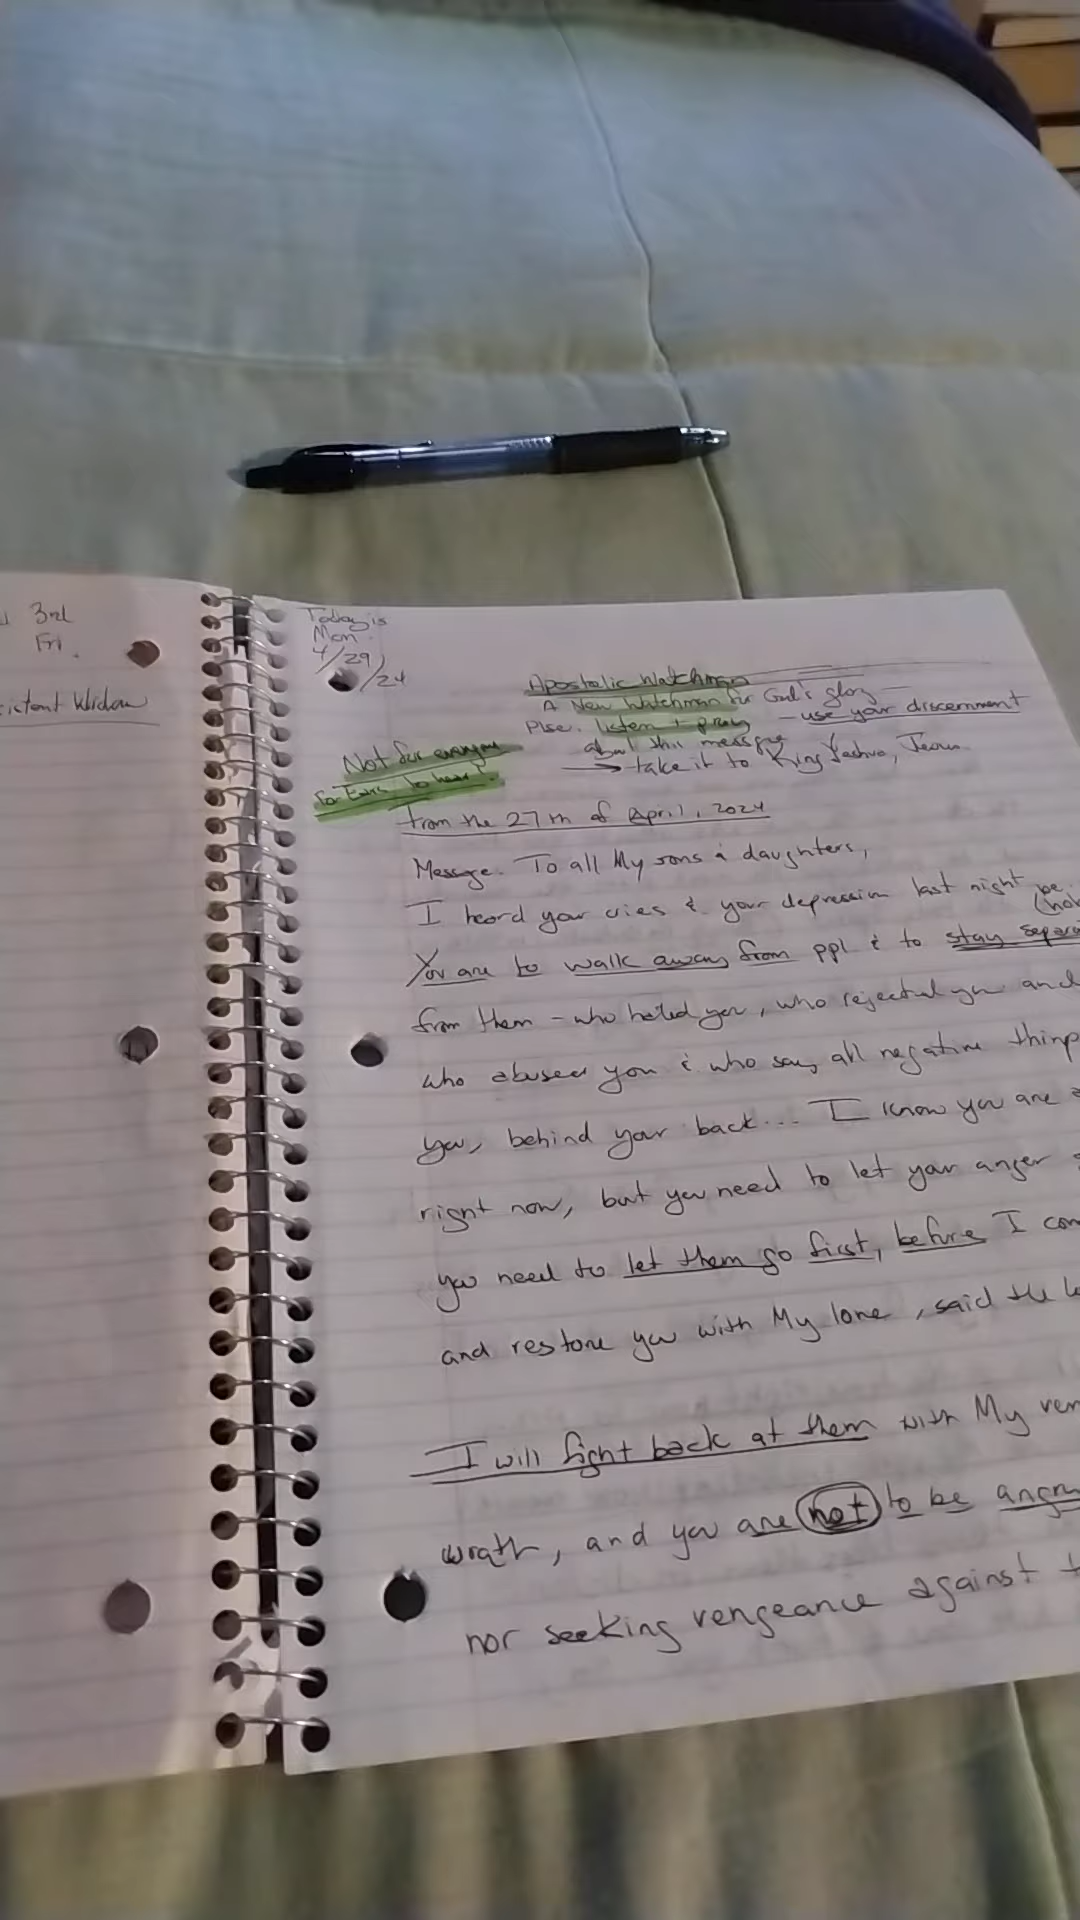 3rd
Fri.
Widow
Today is
Mon.
4/29
/24
Apostolic Watchman
A New Watchman for God's glory
Plse. listen + pray - use your discernment
about this message
→ take it to King Yeshua, Jesus
Not for everyone
to hear!
From the 27th of April, 2024
Message. To all My sons & daughters,
I heard your cries & your depression last night
be
You are to walk away from ppl & to stay
from them - who hated you, who rejected you and
who abused you & who say all negative
you, behind your back... I know you are
right now, but you need to let your anger
you need to let them go first, before I
and restore you with My love, said the
I will fight back at them with My
wrath, and you are not to be
nor seeking vengeance against